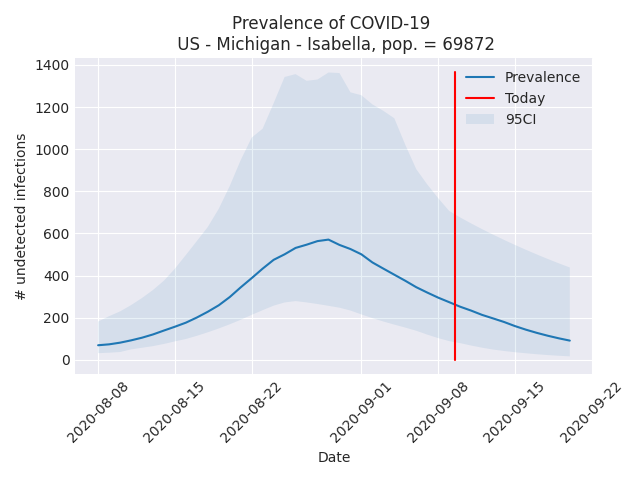 Prevalence of COVID-19
US - Michigan - Isabella, pop. = 69872
1400
1200
1000
800
600
400
200
0
# undetected infections
Prevalence
Today
95CI
2020-08-08
2020-08-15
2020-08-22
2020-09-01
2020-09-08
2020-09-15
2020-09-22
Date